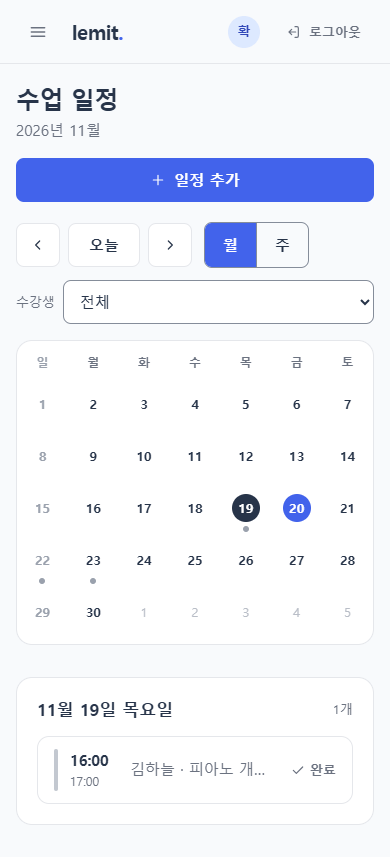 lemit.
확
로그아웃
수업 일정
2026년 11월
+ 일정 추가
오늘
월
주
수강생
전체
일 월 화 수 목 금 토
1 2 3 4 5 6 7
8 9 10 11 12 13 14
15 16 17 18 19 20 21
22 23 24 25 26 27 28
29 30 1 2 3 4 5
11월 19일 목요일
1개
16:00
17:00
김하늘 · 피아노 개...
완료